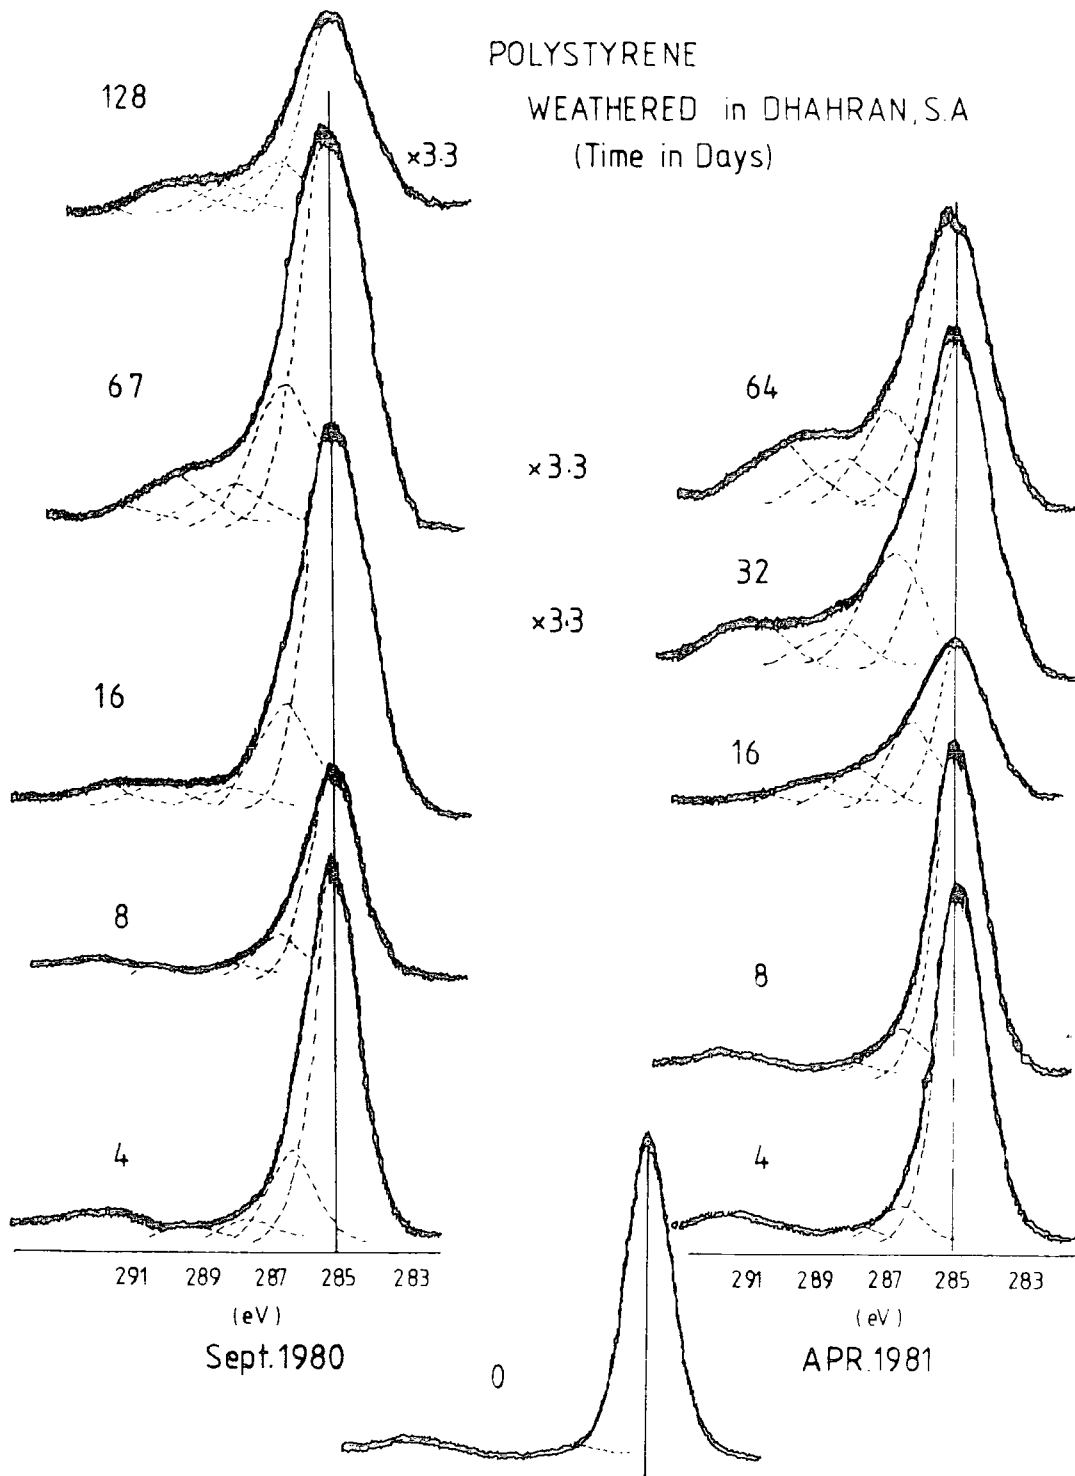 POLYSTYRENE
WEATHERED in DHAHRAN, S.A
(Time in Days)
128
×3.3
67
64
×3.3
32
×3.3
16
16
8
8
4
4
291 289 287 285 283
(eV)
Sept.1980
291 289 287 285 283
(eV)
APR.1981
0